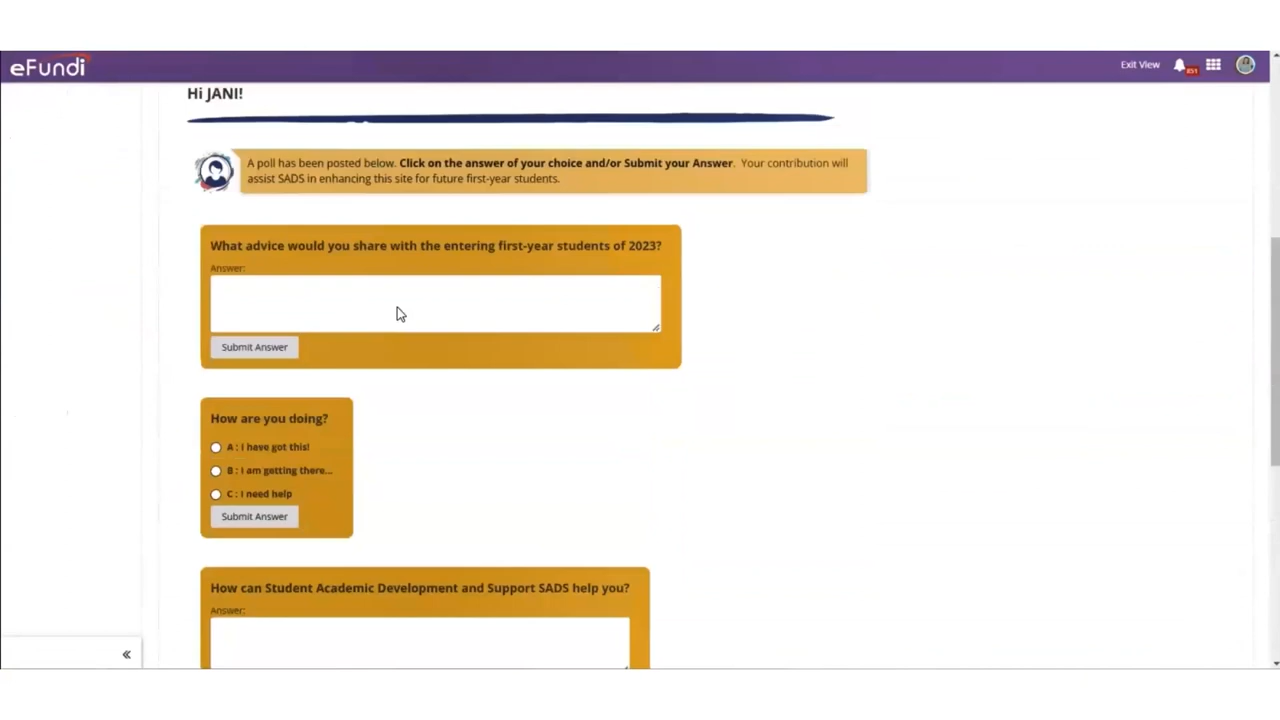 eFundi
Exit View
851
Hi JANI!
A poll has been posted below. Click on the answer of your choice and/or Submit your Answer. Your contribution will
assist SADS in enhancing this site for future first-year students.
What advice would you share with the entering first-year students of 2023?
Answer:
Submit Answer
How are you doing?
A : I have got this!
B : I am getting there...
C : I need help
Submit Answer
How can Student Academic Development and Support SADS help you?
Answer:
«